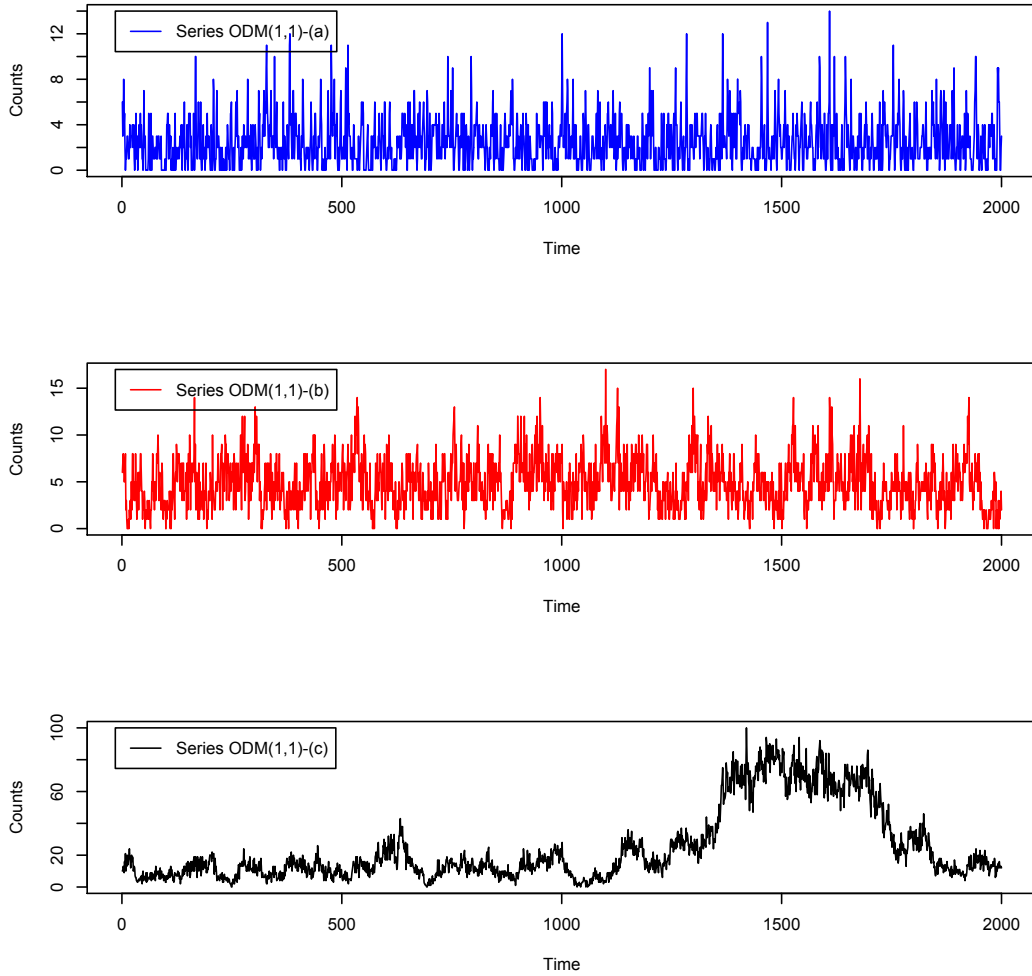 Series ODM(1,1)-(a)
Counts
0 4 8 12
0 500 1000 1500 2000
Time
Series ODM(1,1)-(b)
Counts
0 5 10 15
0 500 1000 1500 2000
Time
Series ODM(1,1)-(c)
Counts
0 20 60 100
0 500 1000 1500 2000
Time